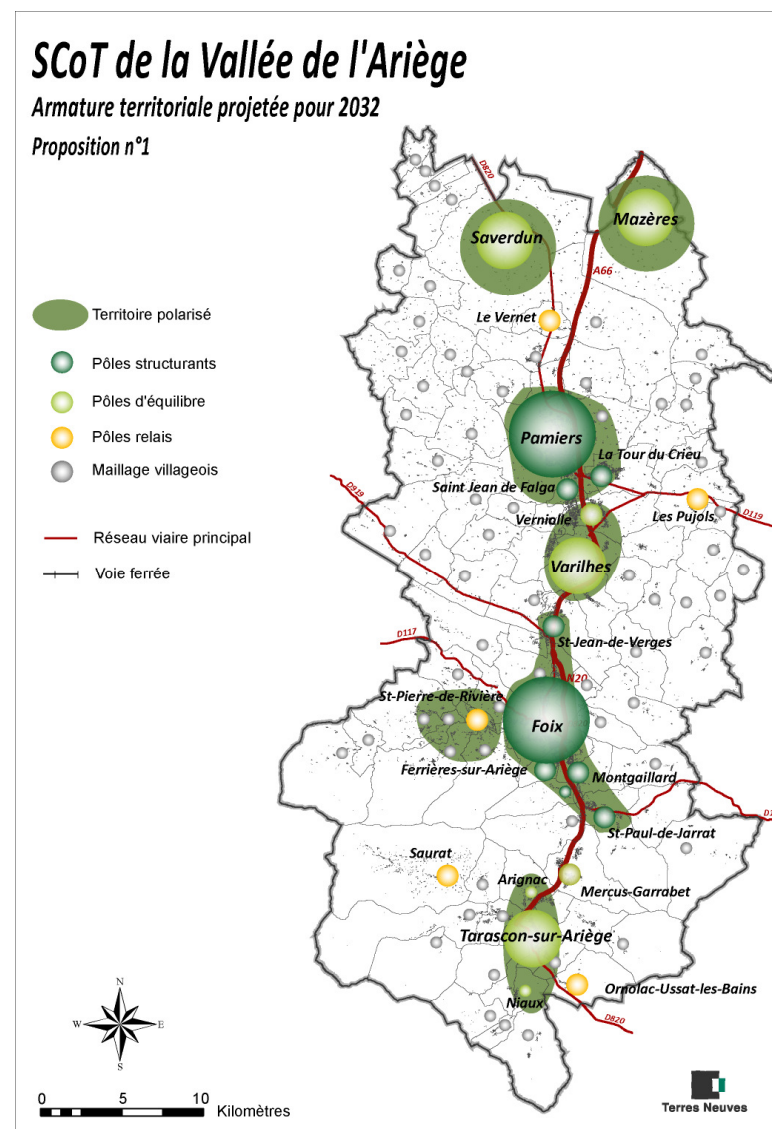 SCoT de la Vallée de l'Ariège
Armature territoriale projetée pour 2032
Proposition n°1
D820
Mazères
Saverdun
A66
Territoire polarisé
Le Vernet
Pôles structurants
Pôles d'équilibre
Pôles relais
Maillage villageois
Pamiers
La Tour du Crieu
D919
Saint Jean de Falga
Verniolle
Les Pujols
D119
Réseau viaire principal
Voie ferrée
Varilhes
D117
St-Jean-de-Verges
N20
St-Pierre-de-Rivière
Foix
Ferrières-sur-Ariège
Montgaillard
D1
St-Paul-de-Jarrat
Saurat
Arignac
Mercus-Garrabet
Tarascon-sur-Ariège
Ornolac-Ussat-les-Bains
Niaux
D820
N
W
E
S
0 5 10
Kilomètres
Terres Neuves